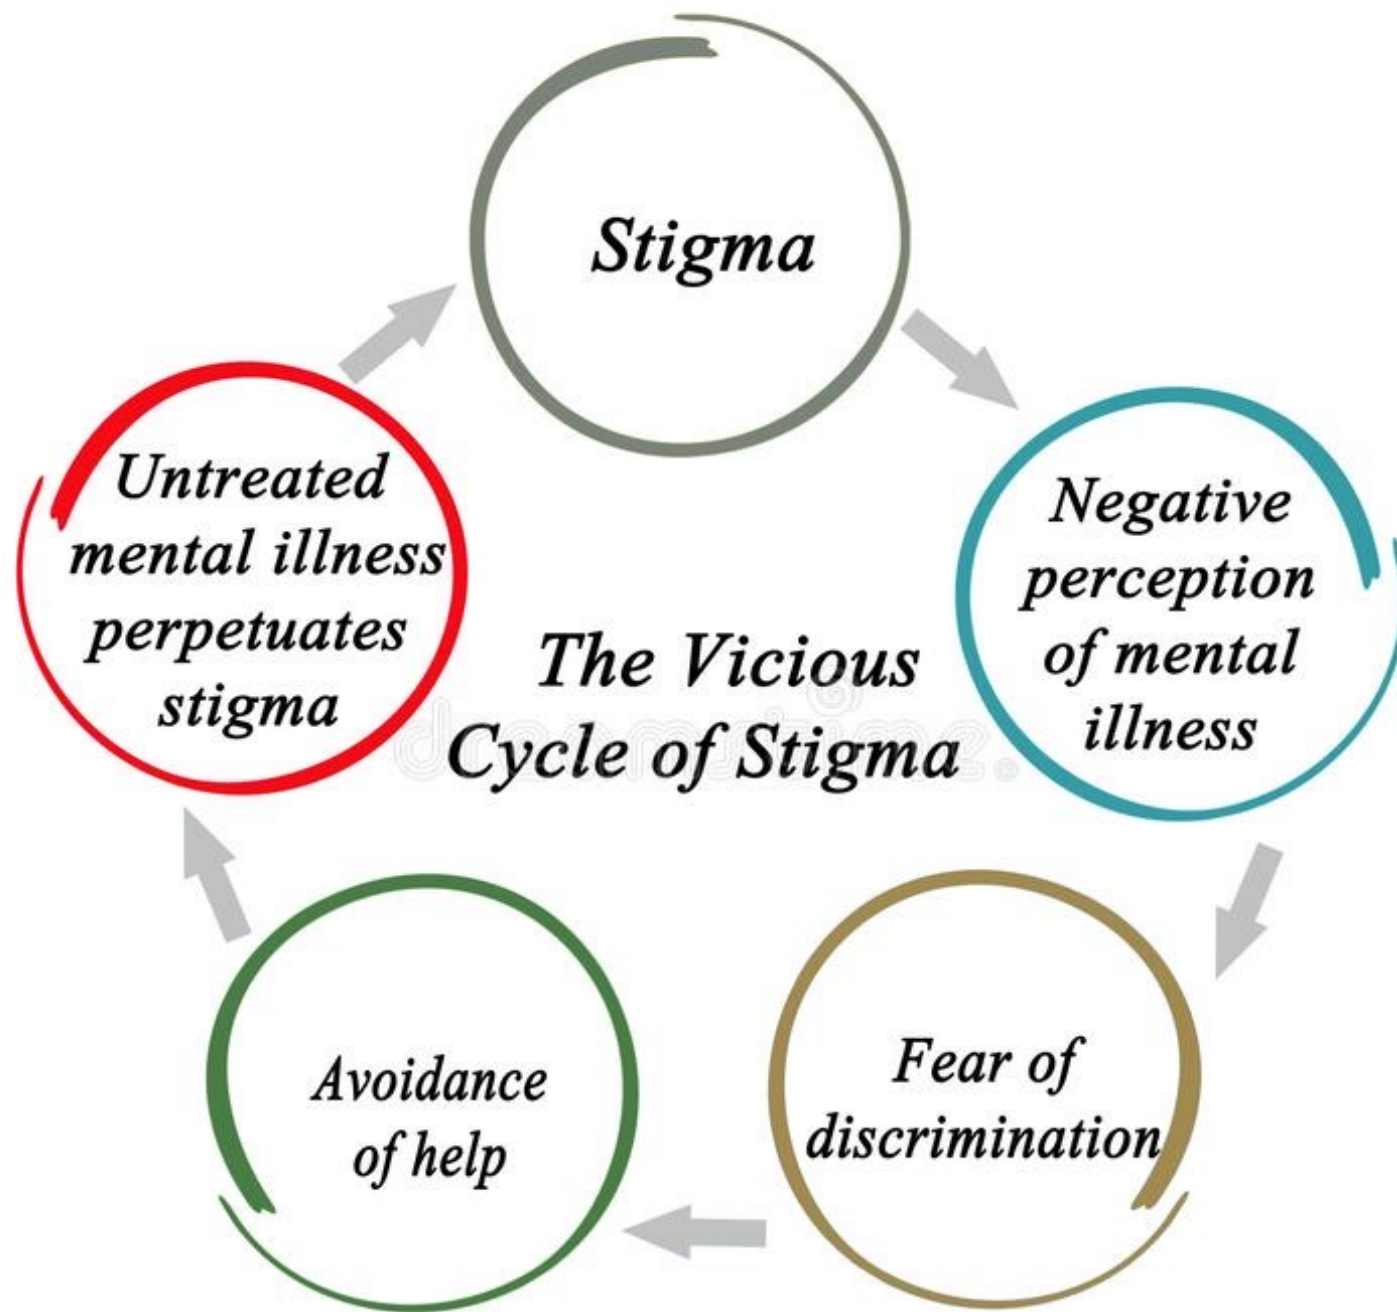 Stigma
Negative
perception
of mental
illness
Fear of
discrimination
Avoidance
of help
Untreated
mental illness
perpetuates
stigma
The Vicious
Cycle of Stigma
dreamstime.